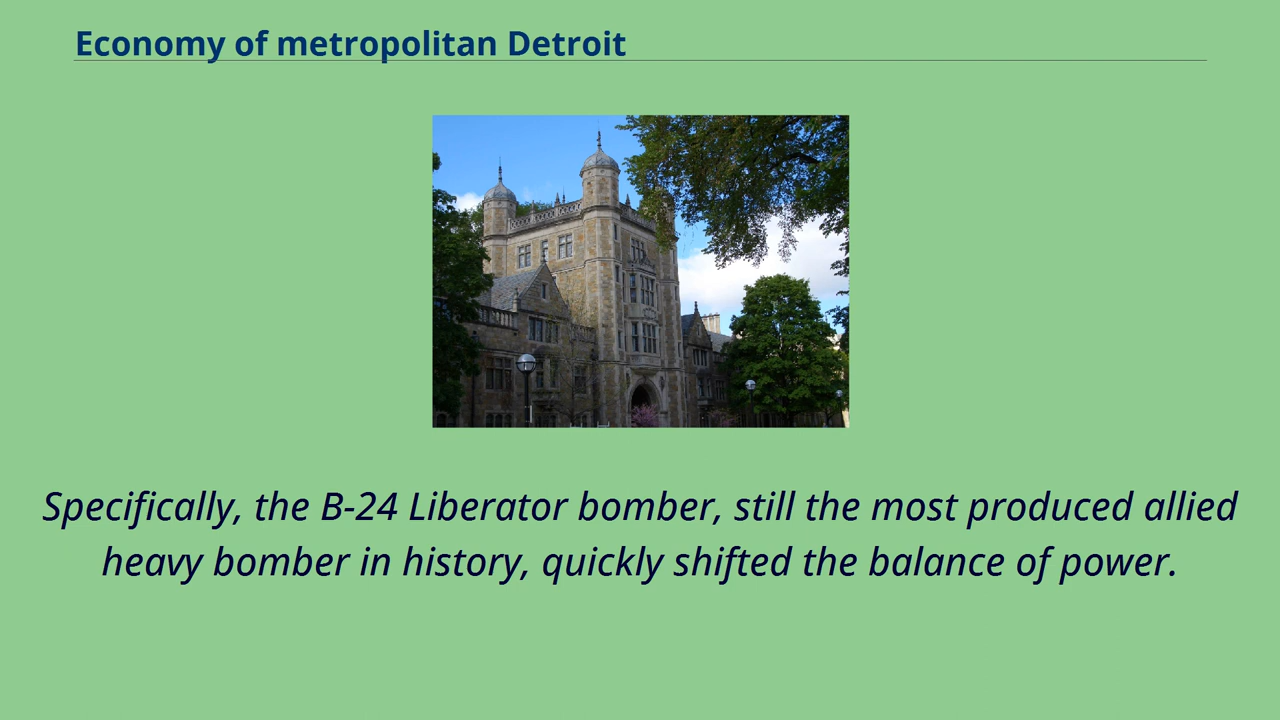 Economy of metropolitan Detroit
Specifically, the B-24 Liberator bomber, still the most produced allied
heavy bomber in history, quickly shifted the balance of power.